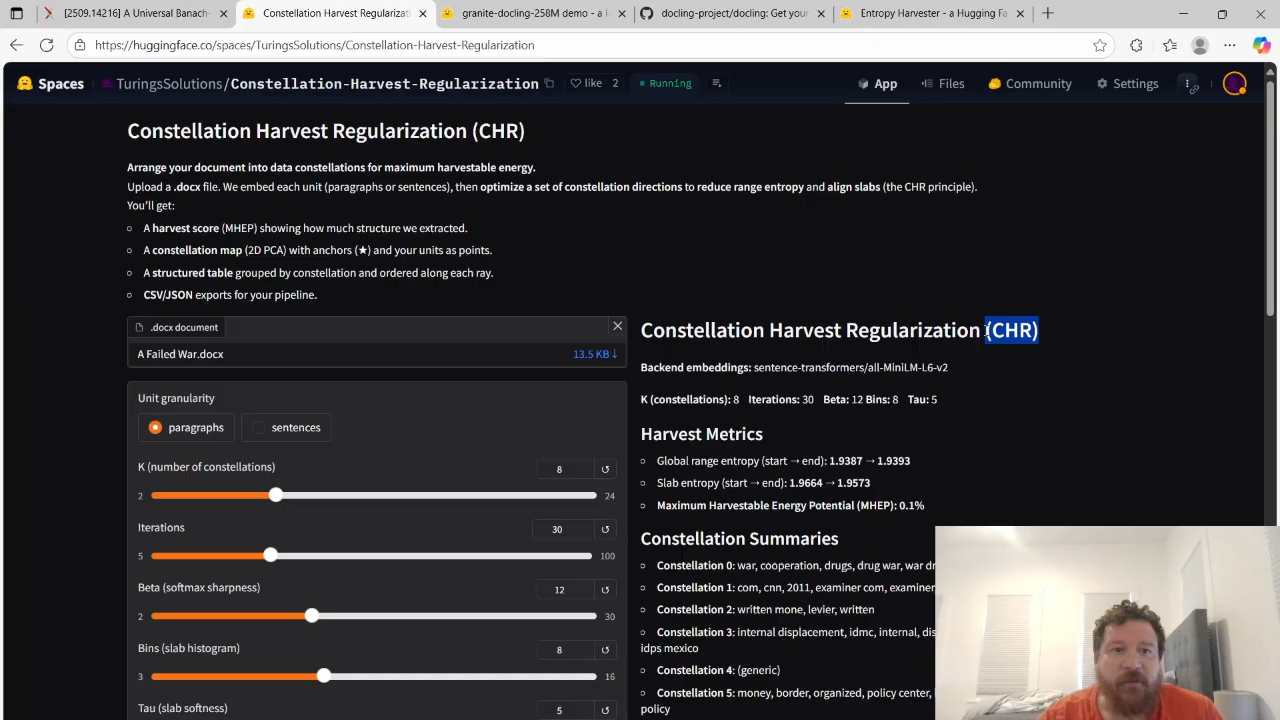 [2509.14216] A Universal Banach-
Constellation Harvest Regularizati
granite-docling-258M demo - a H
docling-project/docling: Get your
Entropy Harvester - a Hugging Fa
https://huggingface.co/spaces/TuringsSolutions/Constellation-Harvest-Regularization
Spaces
TuringsSolutions/Constellation-Harvest-Regularization
like 2
Running
App
Files
Community
Settings
Constellation Harvest Regularization (CHR)
Arrange your document into data constellations for maximum harvestable energy.
Upload a .docx file. We embed each unit (paragraphs or sentences), then optimize a set of constellation directions to reduce range entropy and align slabs (the CHR principle).
You'll get:
A harvest score (MHEP) showing how much structure we extracted.
A constellation map (2D PCA) with anchors (★) and your units as points.
A structured table grouped by constellation and ordered along each ray.
CSV/JSON exports for your pipeline.
.docx document
A Failed War.docx 13.5 KB ↓
Unit granularity
paragraphs sentences
K (number of constellations) 8
2 24
Iterations 30
5 100
Beta (softmax sharpness) 12
2 30
Bins (slab histogram) 8
3 16
Tau (slab softness) 5
Constellation Harvest Regularization (CHR)
Backend embeddings: sentence-transformers/all-MiniLM-L6-v2
K (constellations): 8 Iterations: 30 Beta: 12 Bins: 8 Tau: 5
Harvest Metrics
Global range entropy (start → end): 1.9387 → 1.9393
Slab entropy (start → end): 1.9664 → 1.9573
Maximum Harvestable Energy Potential (MHEP): 0.1%
Constellation Summaries
Constellation 0: war, cooperation, drugs, drug war, war dr
Constellation 1: com, cnn, 2011, examiner com, examiner
Constellation 2: written mone, levier, written
Constellation 3: internal displacement, idmc, internal, dis
idps mexico
Constellation 4: (generic)
Constellation 5: money, border, organized, policy center,
policy